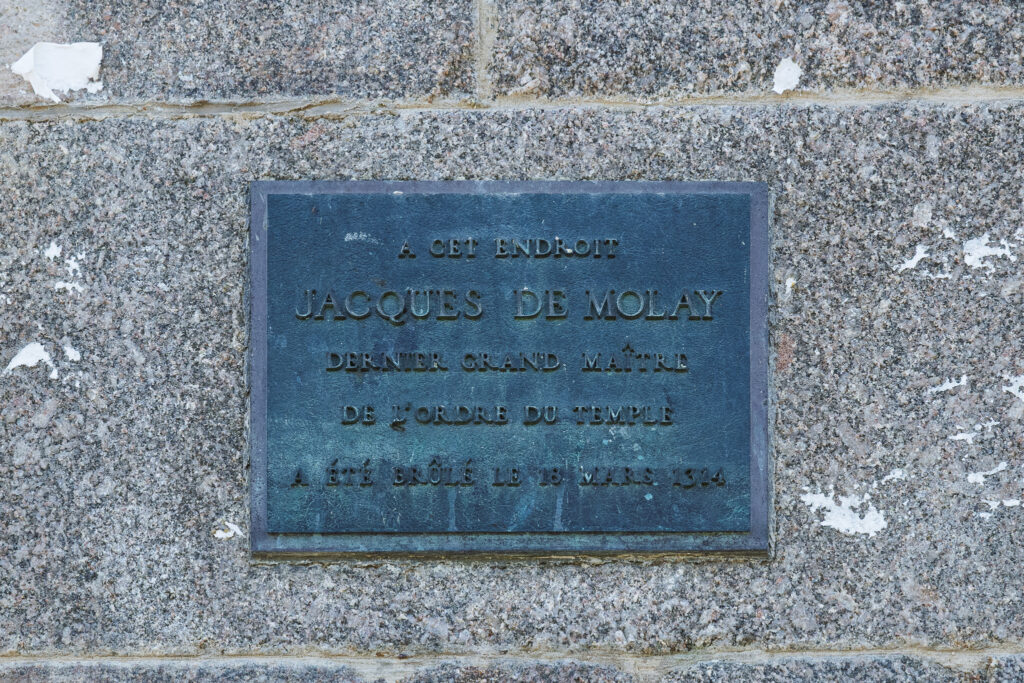 A CET ENDROIT
JACQUES DE MOLAY
DERNIER GRAND MAÎTRE
DE L'ORDRE DU TEMPLE
A ÉTÉ BRÛLÉ LE 18 MARS 1314